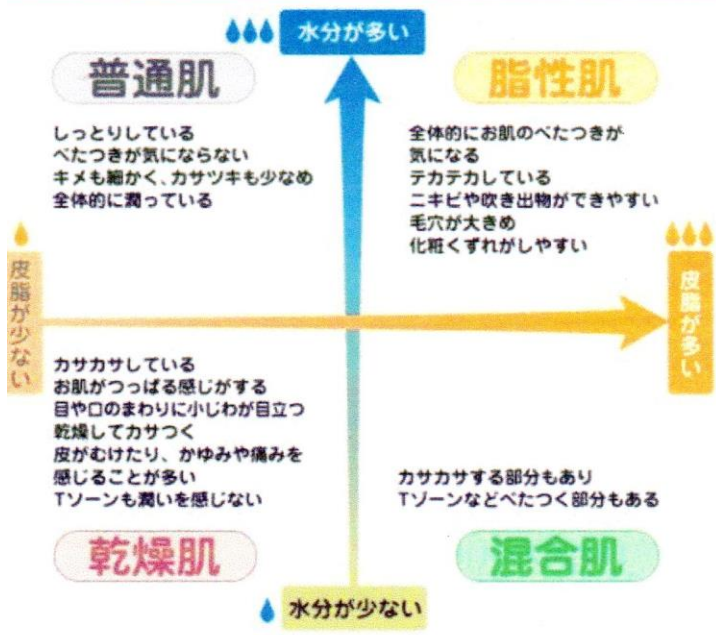 水分が多い
普通肌
しっとりしている
べたつきが気にならない
キメも細かく、カサツキも少なめ
全体的に潤っている
脂性肌
全体的にお肌のべたつきが
気になる
テカテカしている
ニキビや吹き出物ができやすい
毛穴が大きめ
化粧くずれがしやすい
皮脂が少ない
皮脂が多い
カサカサしている
お肌がつっぱる感じがする
目や口のまわりに小じわが目立つ
乾燥してカサつく
皮がむけたり、かゆみや痛みを
感じることが多い
Tゾーンも潤いを感じない
乾燥肌
カサカサする部分もあり
Tゾーンなどべたつく部分もある
混合肌
水分が少ない